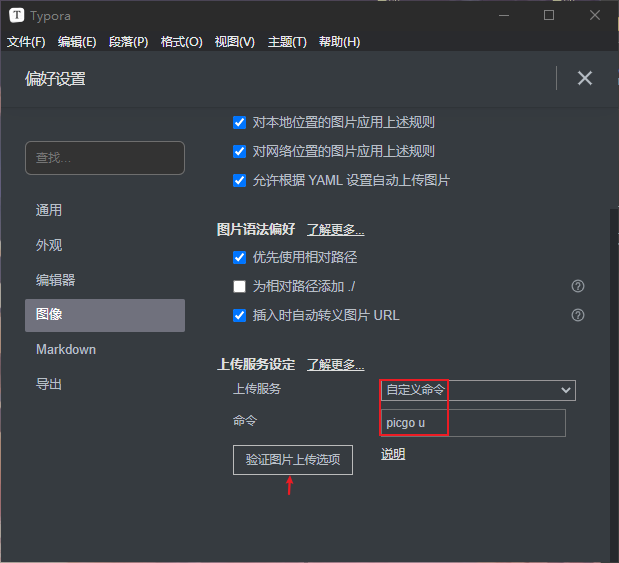 Typora
文件(F) 编辑(E) 段落(P) 格式(O) 视图(V) 主题(T) 帮助(H)
偏好设置
查找...
通用
外观
编辑器
图像
Markdown
导出
对本地位置的图片应用上述规则
对网络位置的图片应用上述规则
允许根据 YAML 设置自动上传图片
图片语法偏好 了解更多...
优先使用相对路径
为相对路径添加 ./
插入时自动转义图片 URL
上传服务设定 了解更多...
上传服务 自定义命令
命令 picgo u
验证图片上传选项 说明